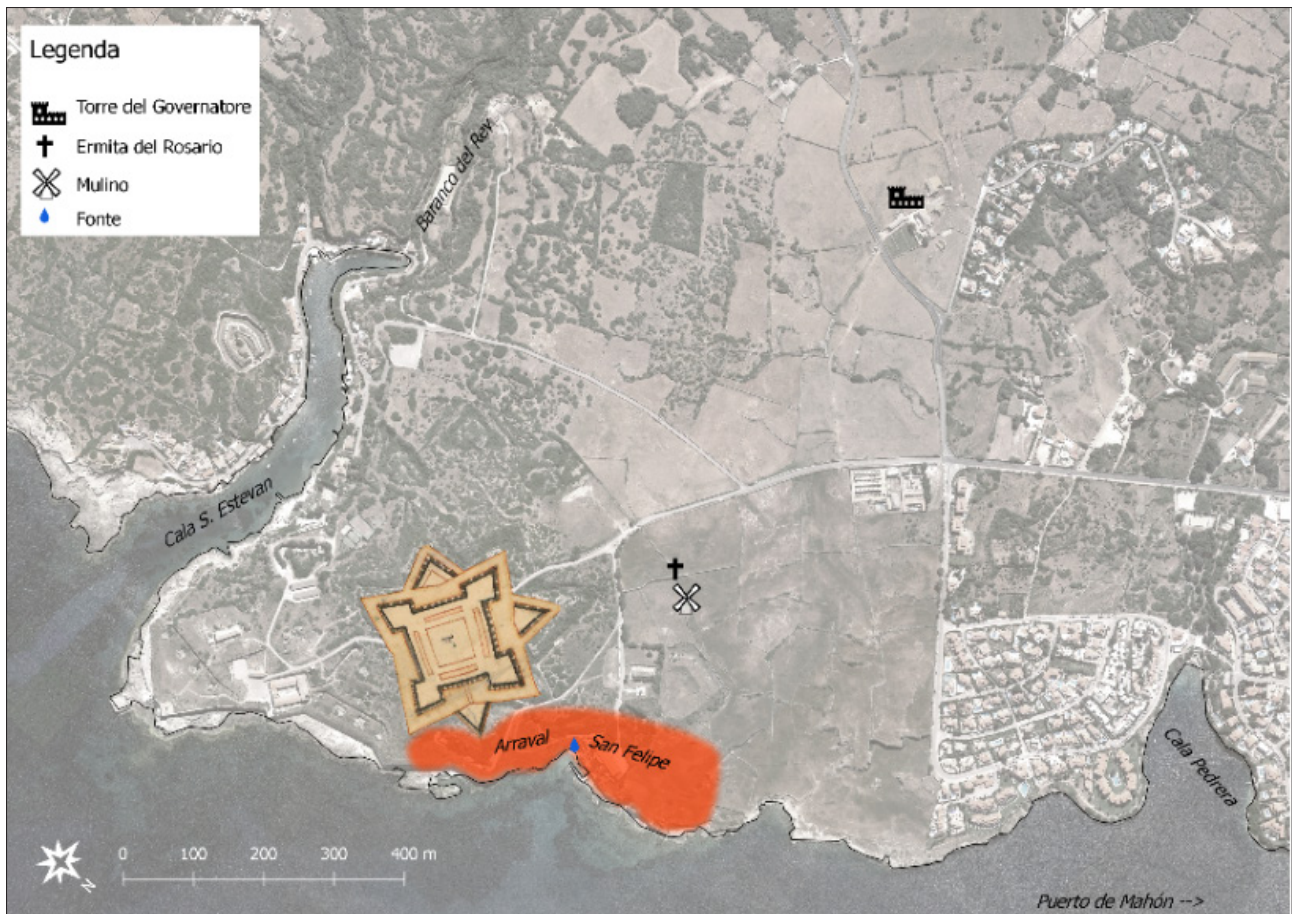 Legenda
Torre del Governatore
Ermita del Rosario
Mulino
Fonte
Baranco del Rey
Cala S. Estevan
Arraval San Felipe
Cala Pedrera
N
0 100 200 300 400 m
Puerto de Mahón -->